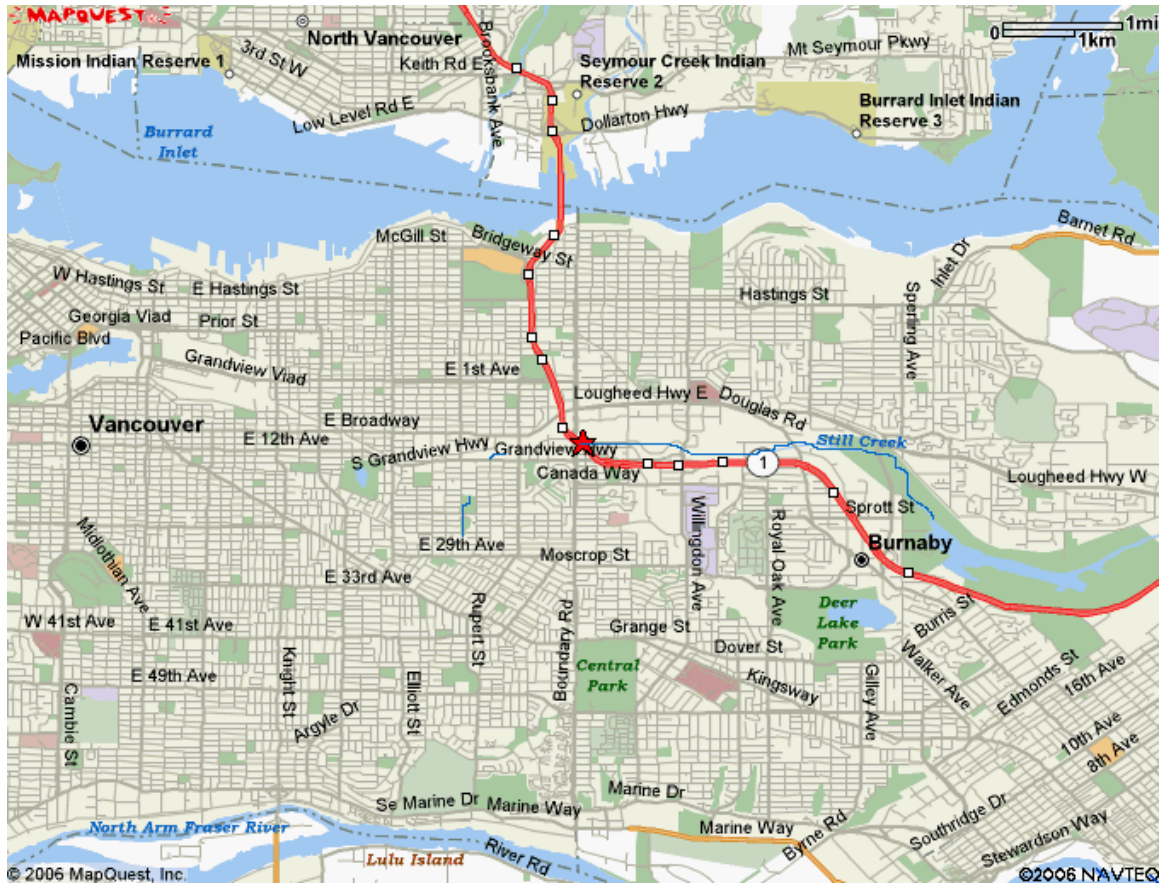 MAPQUEST
North Vancouver
3rd St W
Mission Indian Reserve 1
Keith Rd E
Brooksbank Ave
Seymour Creek Indian
Reserve 2
Mt Seymour Pkwy
0
1mi
1km
Low Level Rd E
Dollarton Hwy
Burrard Inlet Indian
Reserve 3
Burrard
Inlet
McGill St
Bridgeway St
Barnet Rd
Inlet Dr
W Hastings St
E Hastings St
Hastings St
Sperling Ave
Georgia Viad
Prior St
Pacific Blvd
Grandview Viad
E 1st Ave
Lougheed Hwy E
Douglas Rd
Vancouver
E Broadway
E 12th Ave
S Grandview Hwy
Grandview Hwy
Still Creek
Canada Way
1
Lougheed Hwy W
Willingdon Ave
Royal Oak Ave
Sprott St
Midlothian Ave
E 29th Ave
Moscrop St
Burnaby
E 33rd Ave
W 41st Ave
E 41st Ave
Rupert St
Boundary Rd
Grange St
Deer
Lake
Park
Burris St
Dover St
E 49th Ave
Knight St
Elliott St
Central
Park
Kingsway
Gilley Ave
Walker Ave
Edmonds St
16th Ave
Cambie St
Argyle Dr
10th Ave
8th Ave
Se Marine Dr
Marine Way
Marine Dr
Marine Way
Byrne Rd
Southridge Dr
Stewardson Way
North Arm Fraser River
Lulu Island
River Rd
© 2006 MapQuest, Inc.
©2006 NAVTEQ